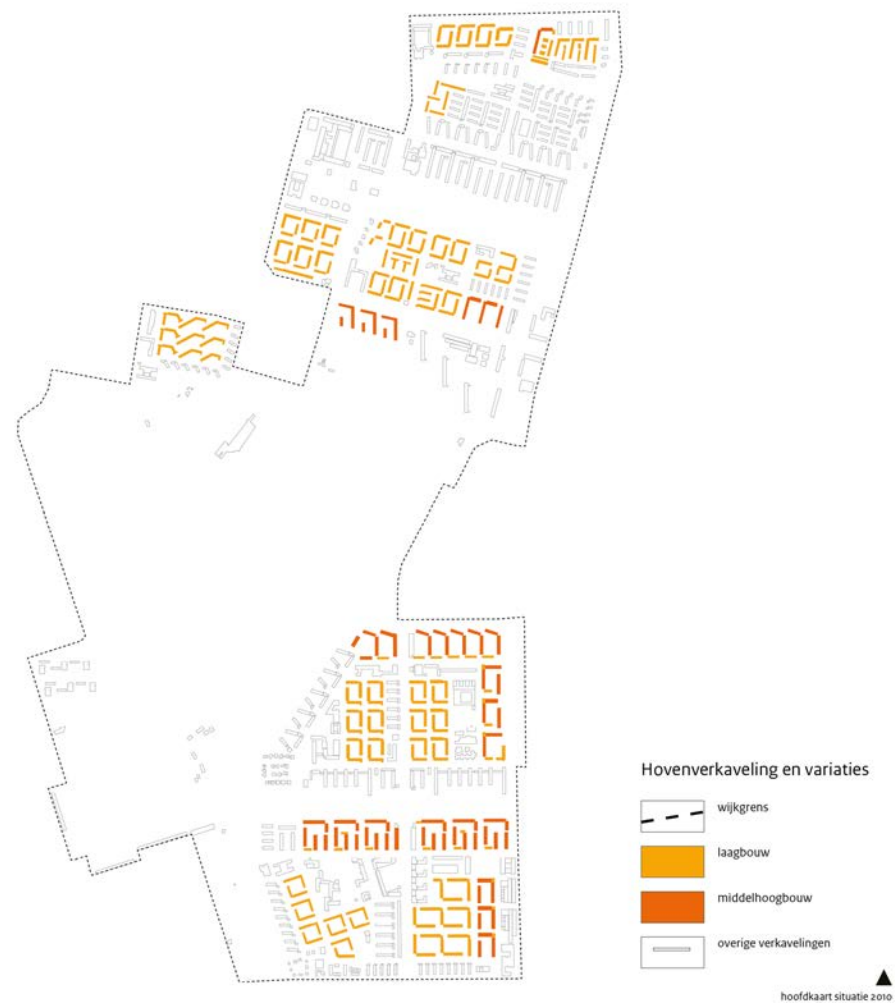 Hovenverkaveling en variaties
wijkgrens
laagbouw
middelhoogbouw
overige verkavelingen
hoofdkaart situatie 2010